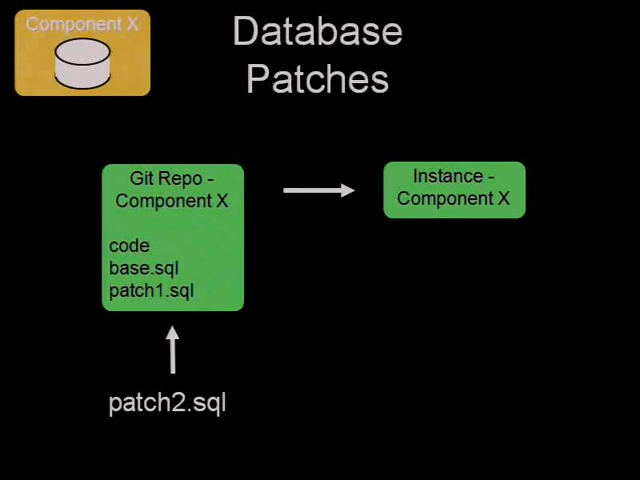 Component X
Database
Patches
Git Repo -
Component X
code
base.sql
patch1.sql
Instance -
Component X
patch2.sql